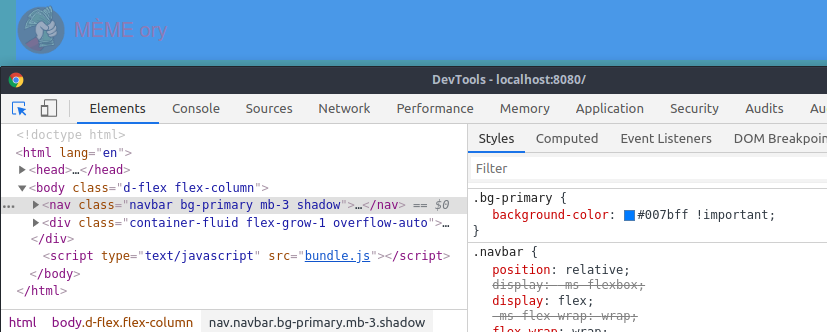 MÊME ory
DevTools - localhost:8080/
Elements Console Sources Network Performance Memory Application Security Audits
<!doctype html>
<html lang="en">
<head>…</head>
<body class="d-flex flex-column">
… <nav class="navbar bg-primary mb-3 shadow">…</nav> == $0
<div class="container-fluid flex-grow-1 overflow-auto">…
</div>
<script type="text/javascript" src="bundle.js"></script>
</body>
</html>
html body.d-flex.flex-column nav.navbar.bg-primary.mb-3.shadow
Styles Computed Event Listeners DOM Breakpoin
Filter
.bg-primary {
background-color: #007bff !important;
}
.navbar {
position: relative;
display: -ms-flexbox;
display: flex;
-ms-flex-wrap: wrap;
flex-wrap: wrap;